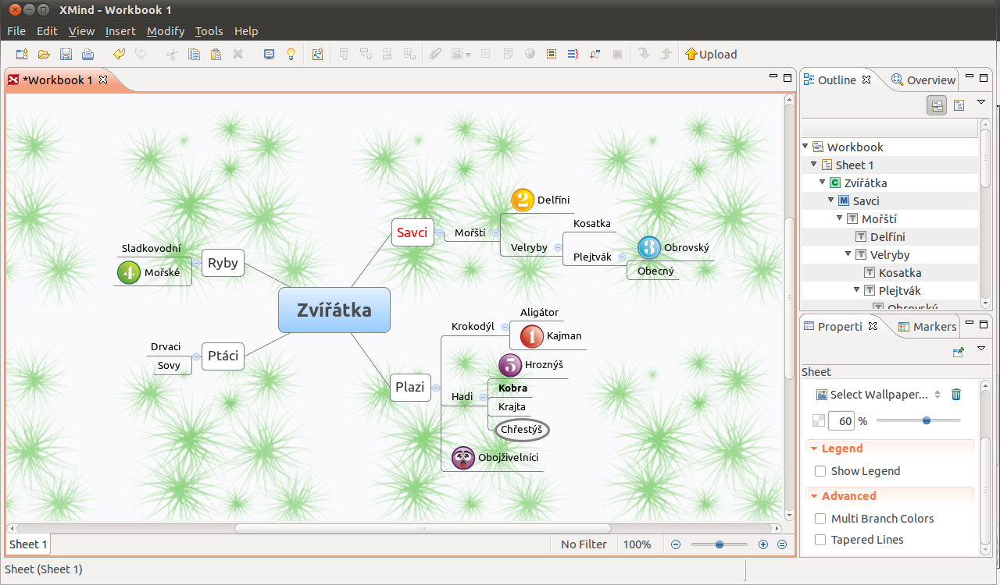 XMind - Workbook 1
File Edit View Insert Modify Tools Help
Upload
*Workbook 1
Zvířátka
Savci
Mořští
2 Delfíni
Velryby
Kosatka
Plejtvák
3 Obrovský
Obecný
Ryby
Sladkovodní
4 Mořské
Ptáci
Drvaci
Sovy
Plazi
Krokodýl
Aligátor
1 Kajman
Hadi
5 Hroznýš
Kobra
Krajta
Chřestýš
Obojživelníci
Sheet 1
No Filter 100%
Sheet (Sheet 1)
Outline Overview
Workbook
Sheet 1
C Zvířátka
M Savci
T Mořští
T Delfíni
T Velryby
T Kosatka
T Plejtvák
T Obrovský
Properti Markers
Sheet
Select Wallpaper...
60 %
Legend
Show Legend
Advanced
Multi Branch Colors
Tapered Lines